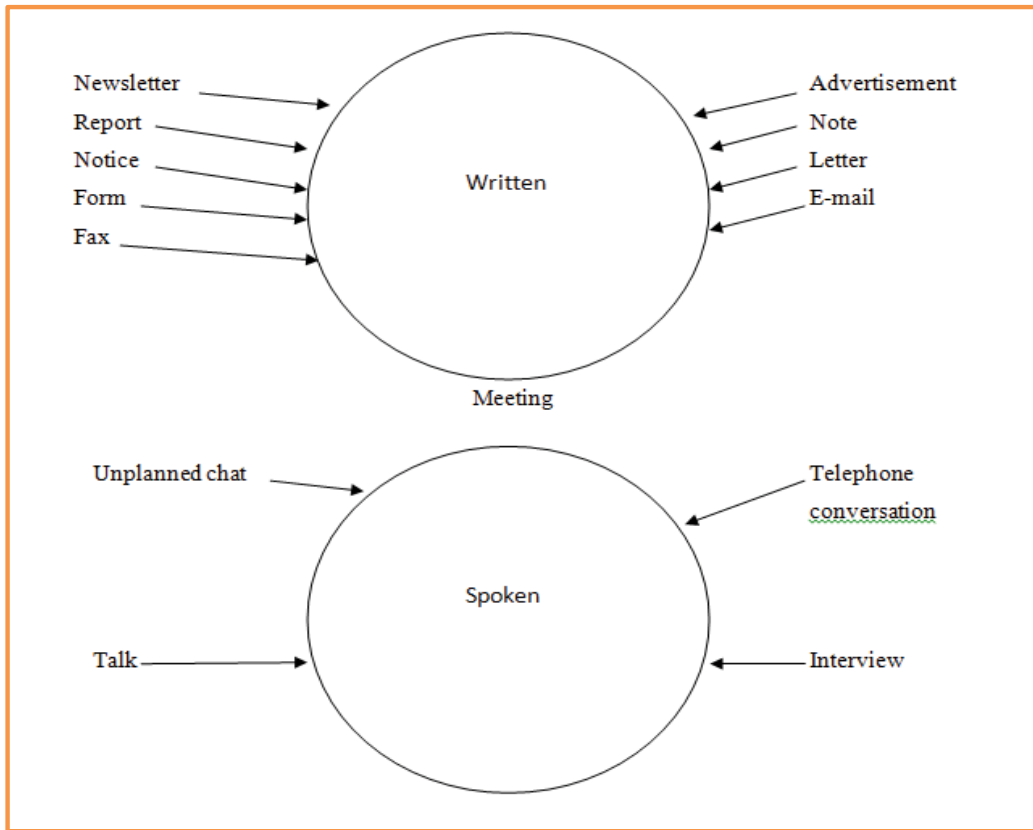 Newsletter
Advertisement
Report
Note
Notice
Letter
Written
Form
E-mail
Fax
Meeting
Unplanned chat
Telephone
conversation
Spoken
Talk
Interview